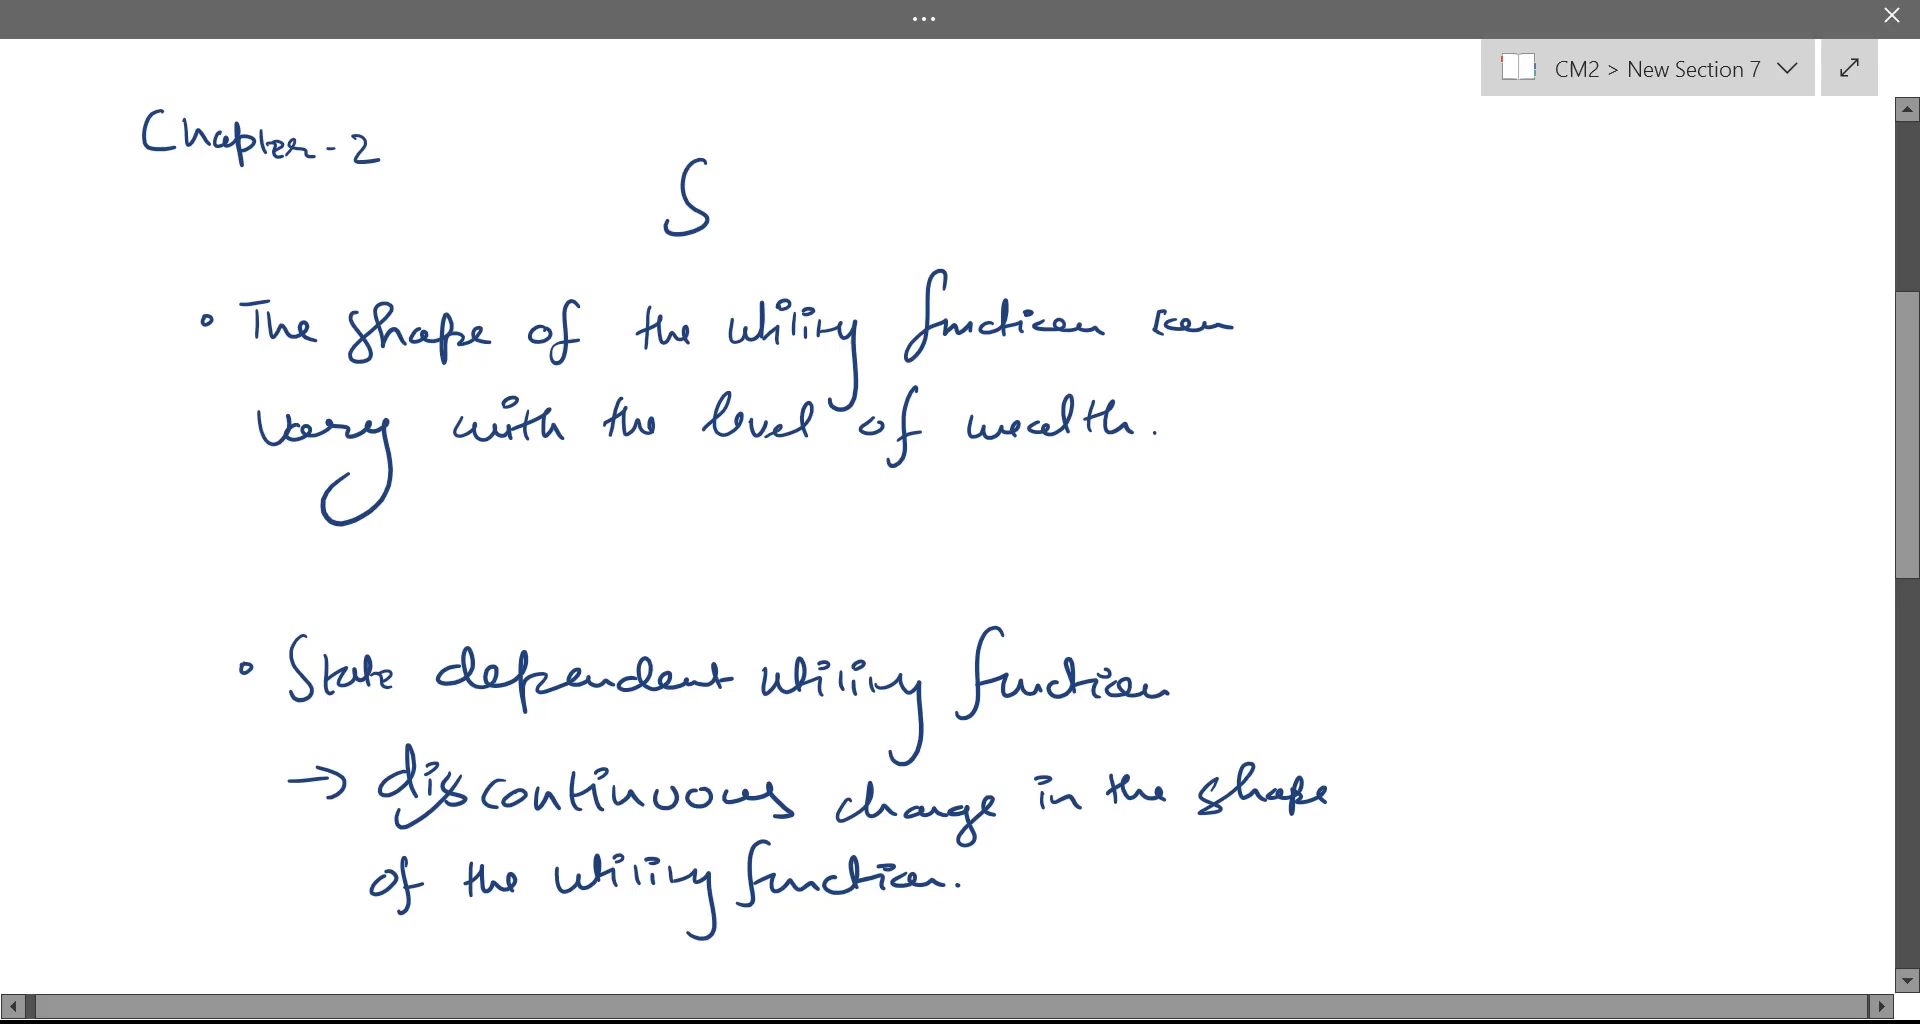 CM2 > New Section 7
Chapter - 2
S
• The shape of the utility function can
vary with the level of wealth.
• State dependent utility function
→ discontinuous change in the shape
of the utility function.